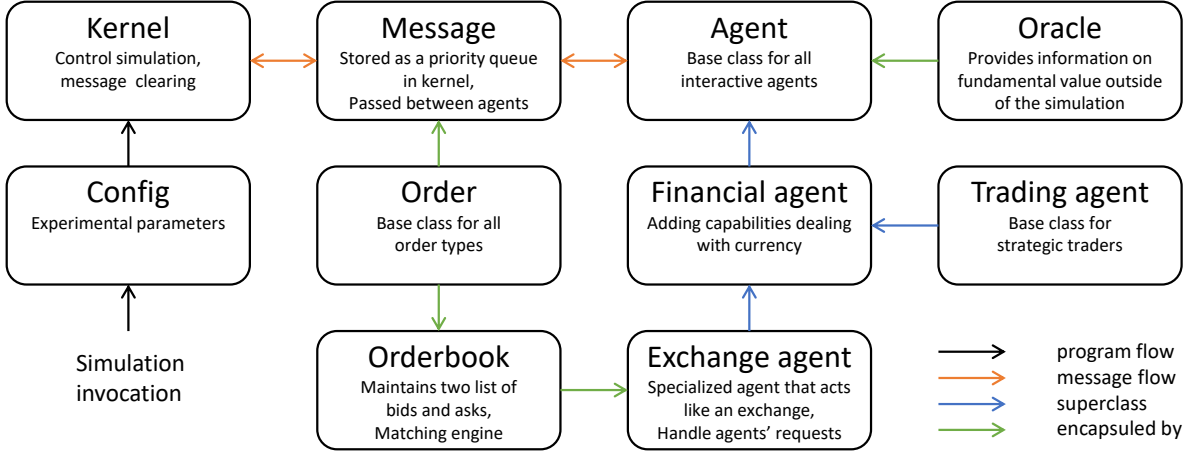 Kernel
Control simulation,
message clearing
Message
Stored as a priority queue
in kernel,
Passed between agents
Agent
Base class for all
interactive agents
Oracle
Provides information on
fundamental value outside
of the simulation
Config
Experimental parameters
Order
Base class for all
order types
Financial agent
Adding capabilities dealing
with currency
Trading agent
Base class for
strategic traders
Simulation
invocation
Orderbook
Maintains two list of
bids and asks,
Matching engine
Exchange agent
Specialized agent that acts
like an exchange,
Handle agents’ requests
program flow
message flow
superclass
encapsuled by